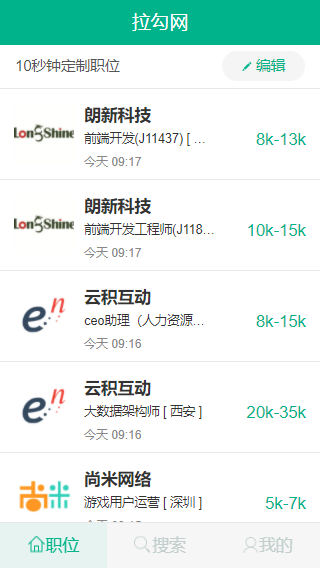 拉勾网
10秒钟定制职位
编辑
LongShine
朗新科技
前端开发(J11437) [ ...
今天 09:17
8k-13k
LongShine
朗新科技
前端开发工程师(J118...
今天 09:17
10k-15k
en
云积互动
ceo助理（人力资源...
今天 09:16
8k-15k
en
云积互动
大数据架构师 [ 西安 ]
今天 09:16
20k-35k
尚米
尚米网络
游戏用户运营 [ 深圳 ]
5k-7k
职位
搜索
我的